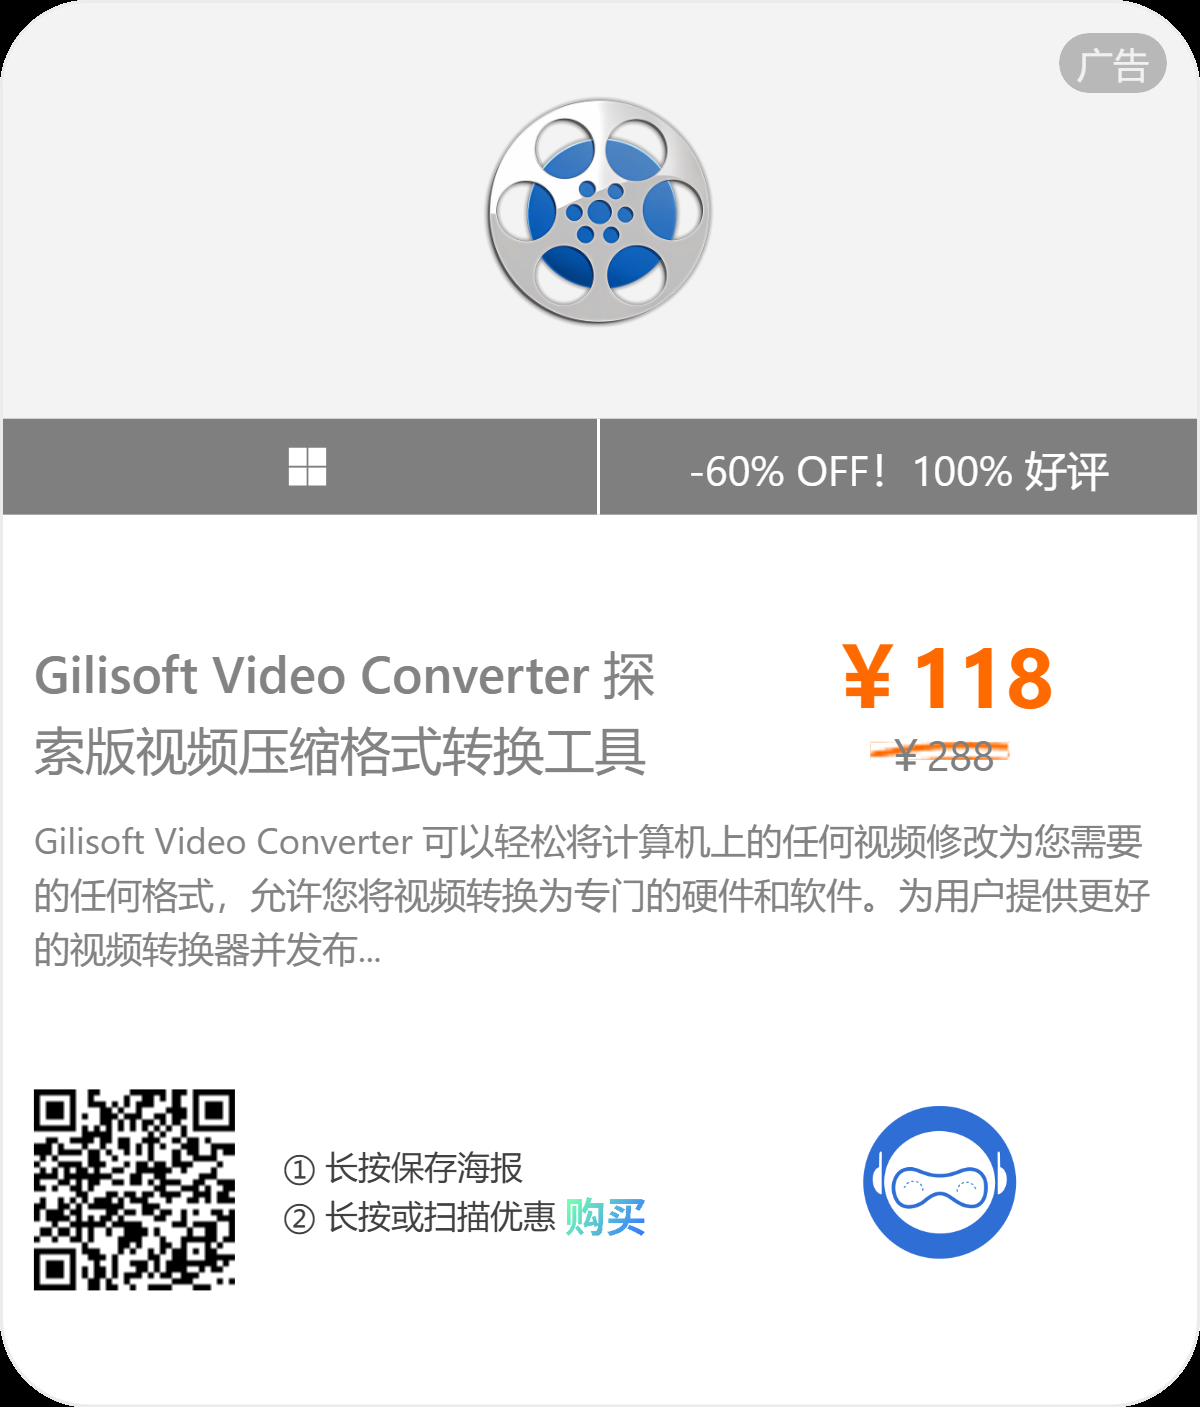 广告
-60% OFF！100% 好评
Gilisoft Video Converter 探
索版视频压缩格式转换工具
￥118
￥288
Gilisoft Video Converter 可以轻松将计算机上的任何视频修改为您需要
的任何格式，允许您将视频转换为专门的硬件和软件。为用户提供更好
的视频转换器并发布...
① 长按保存海报
② 长按或扫描优惠 购买